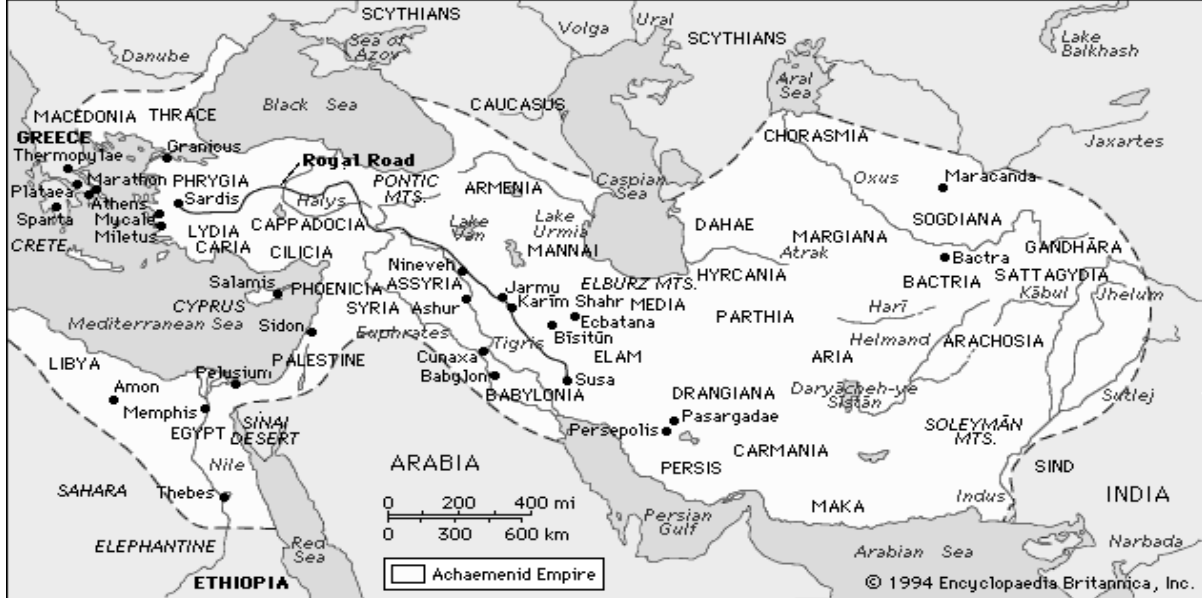 SCYTHIANS
Volga
Ural
SCYTHIANS
Lake
Balkhash
Danube
Sea of
Azov
Aral
Sea
Black Sea
CAUCASUS
MACEDONIA
THRACE
CHORASMIA
Jaxartes
GREECE
Granicus
Thermopylae
Royal Road
Caspian
Sea
Oxus
Maracanda
Marathon
PHRYGIA
PONTIC
MTS.
ARMENIA
Plataea
Athens
Sardis
Halys
Sparta
Mycale
CAPPADOCIA
Lake
Van
Lake
Urmia
DAHAE
SOGDIANA
Miletus
LYDIA
MANNAI
MARGIANA
CRETE
CARIA
CILICIA
Atrak
GANDHĀRA
Nineveh
Bactra
HYRCANIA
BACTRIA
SATTAGYDIA
Salamis
PHOENICIA
ASSYRIA
Jarmu
ELBURZ MTS.
Kābul
Jhelum
CYPRUS
SYRIA
Ashur
Karīm Shahr
MEDIA
Harī
Mediterranean Sea
Sidon
Euphrates
Ecbatana
PARTHIA
Tigris
Bīsitūn
Helmand
ARACHOSIA
LIBYA
PALESTINE
Cunaxa
ELAM
ARIA
Pelusium
Babylon
Susa
Amon
BABYLONIA
DRANGIANA
Daryācheh-ye
Sīstān
Sutlej
Memphis
SINAI
DESERT
Pasargadae
EGYPT
Persepolis
SOLEYMĀN
MTS.
Nile
ARABIA
CARMANIA
PERSIS
SIND
SAHARA
Thebes
0 200 400 mi
0 300 600 km
MAKA
Indus
INDIA
Persian
Gulf
ELEPHANTINE
Red
Sea
Arabian Sea
Narbada
ETHIOPIA
Achaemenid Empire
© 1994 Encyclopaedia Britannica, Inc.